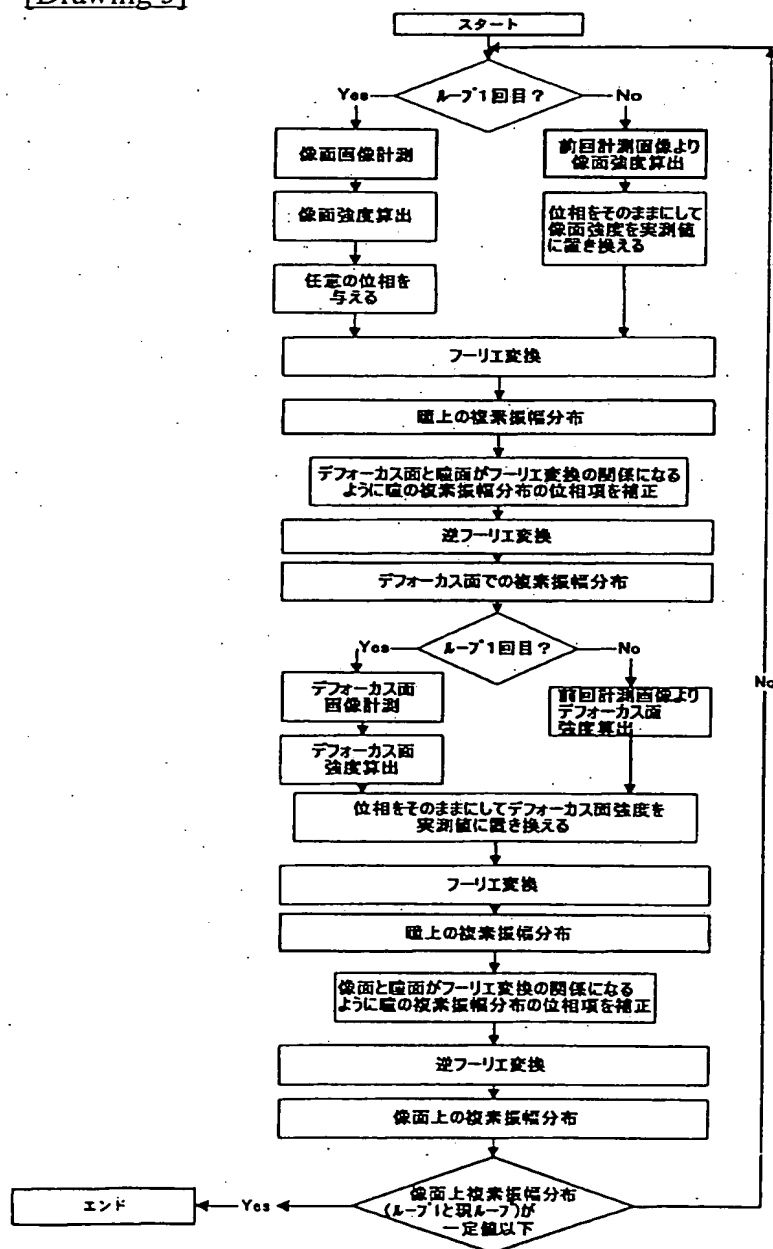 [Drawing 3]
スタート
ループ1回目?
Yes
No
像面画像計測
前回計測画像より
像面強度算出
像面強度算出
位相をそのままにして
像面強度を実測値
に置き換える
任意の位相を
与える
フーリエ変換
瞳上の複素振幅分布
デフォーカス面と瞳面がフーリエ変換の関係になる
ように瞳の複素振幅分布の位相項を補正
逆フーリエ変換
デフォーカス面での複素振幅分布
ループ1回目?
Yes
No
No
デフォーカス面
画像計測
前回計測画像より
デフォーカス面
強度算出
デフォーカス面
強度算出
位相をそのままにしてデフォーカス面強度を
実測値に置き換える
フーリエ変換
瞳上の複素振幅分布
像面と瞳面がフーリエ変換の関係になる
ように瞳の複素振幅分布の位相項を補正
逆フーリエ変換
像面上の複素振幅分布
像面上複素振幅分布
(ループ1と現ループ)が
一定値以下
Yes
エンド